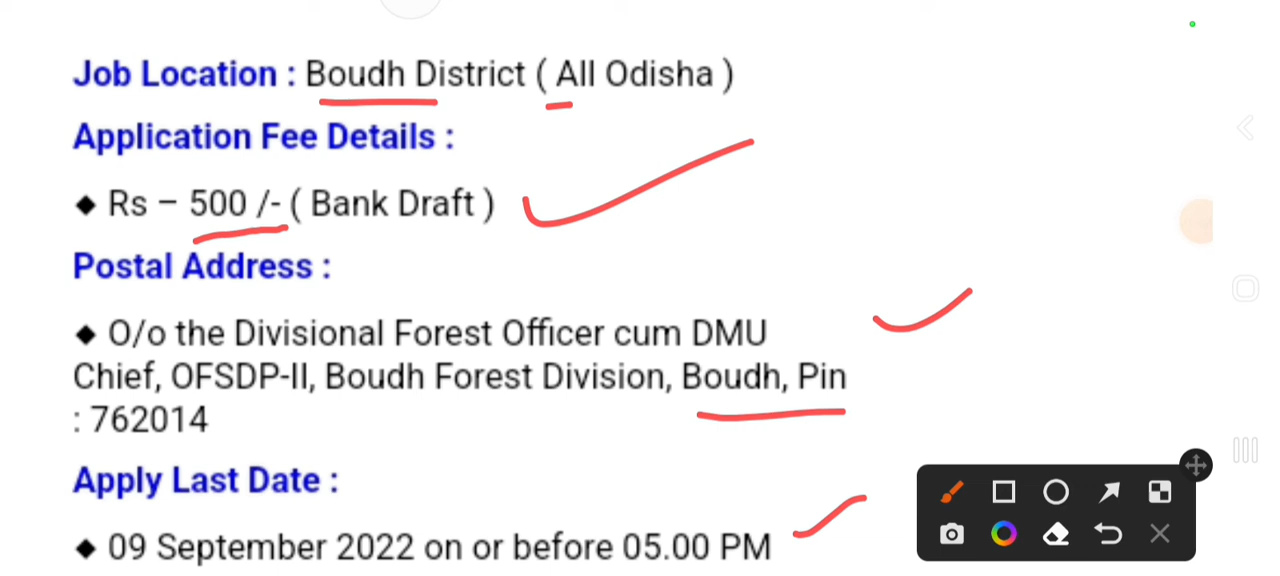 Job Location : Boudh District ( All Odisha )
Application Fee Details :
◆ Rs – 500 /- ( Bank Draft )
Postal Address :
◆ O/o the Divisional Forest Officer cum DMU
Chief, OFSDP-II, Boudh Forest Division, Boudh, Pin
: 762014
Apply Last Date :
◆ 09 September 2022 on or before 05.00 PM